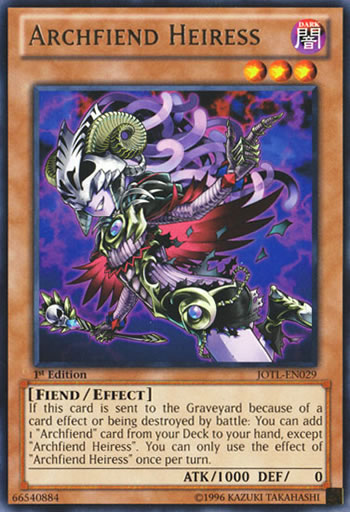 ARCHFIEND HEIRESS
DARK
闇
1st Edition
JOTL-EN029
[FIEND/EFFECT]
If this card is sent to the Graveyard because of a
card effect or being destroyed by battle: You can add
1 "Archfiend" card from your Deck to your hand, except
"Archfiend Heiress". You can only use the effect of
"Archfiend Heiress" once per turn.
ATK/1000 DEF/ 0
66540884
©1996 KAZUKI TAKAHASHI